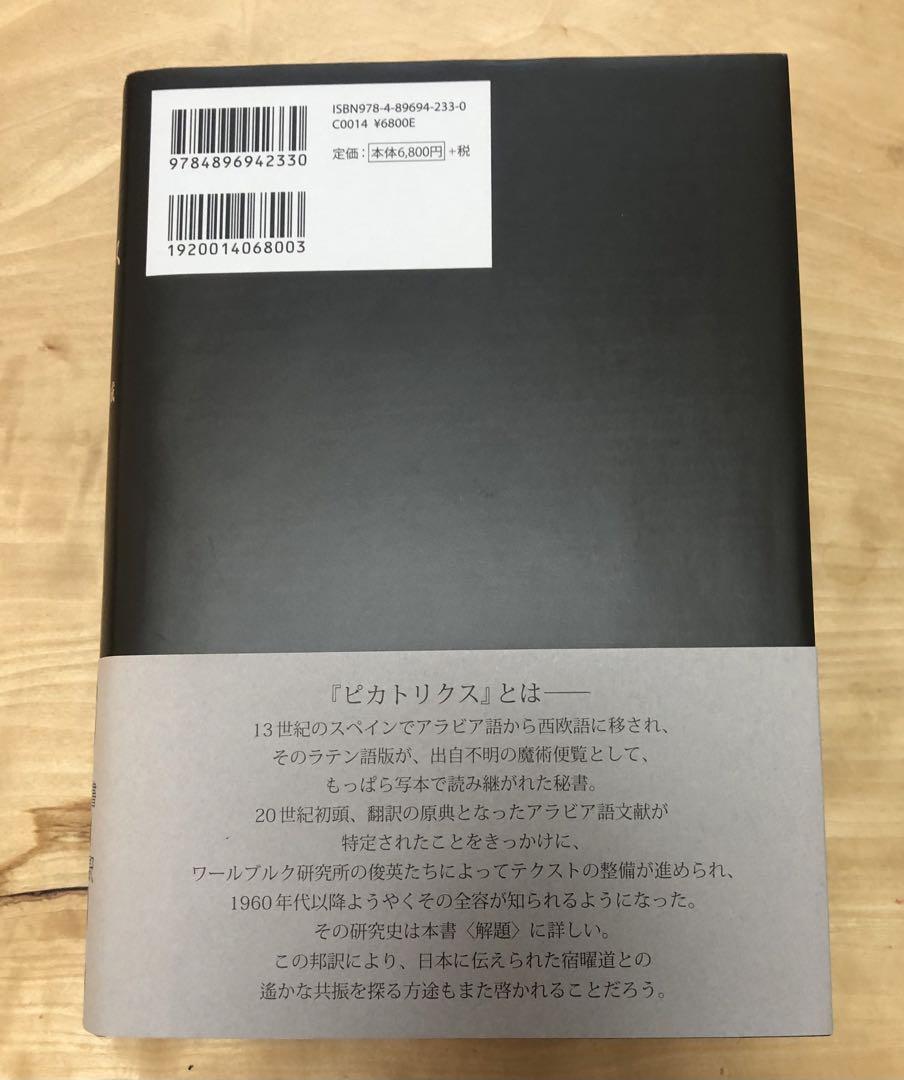 ISBN978-4-89694-233-0
C0014 ¥6800E
定価：本体6,800円+税
9784896942330
1920014068003
『ピカトリクス』とは――
13世紀のスペインでアラビア語から西欧語に移され、
そのラテン語版が、出自不明の魔術便覧として、
もっぱら写本で読み継がれた秘書。
20世紀初頭、翻訳の原典となったアラビア語文献が
特定されたことをきっかけに、
ワールブルク研究所の俊英たちによってテクストの整備が進められ、
1960年代以降ようやくその全容が知られるようになった。
その研究史は本書〈解題〉に詳しい。
この邦訳により、日本に伝えられた宿曜道との
遙かな共振を探る方途もまた啓かれることだろう。